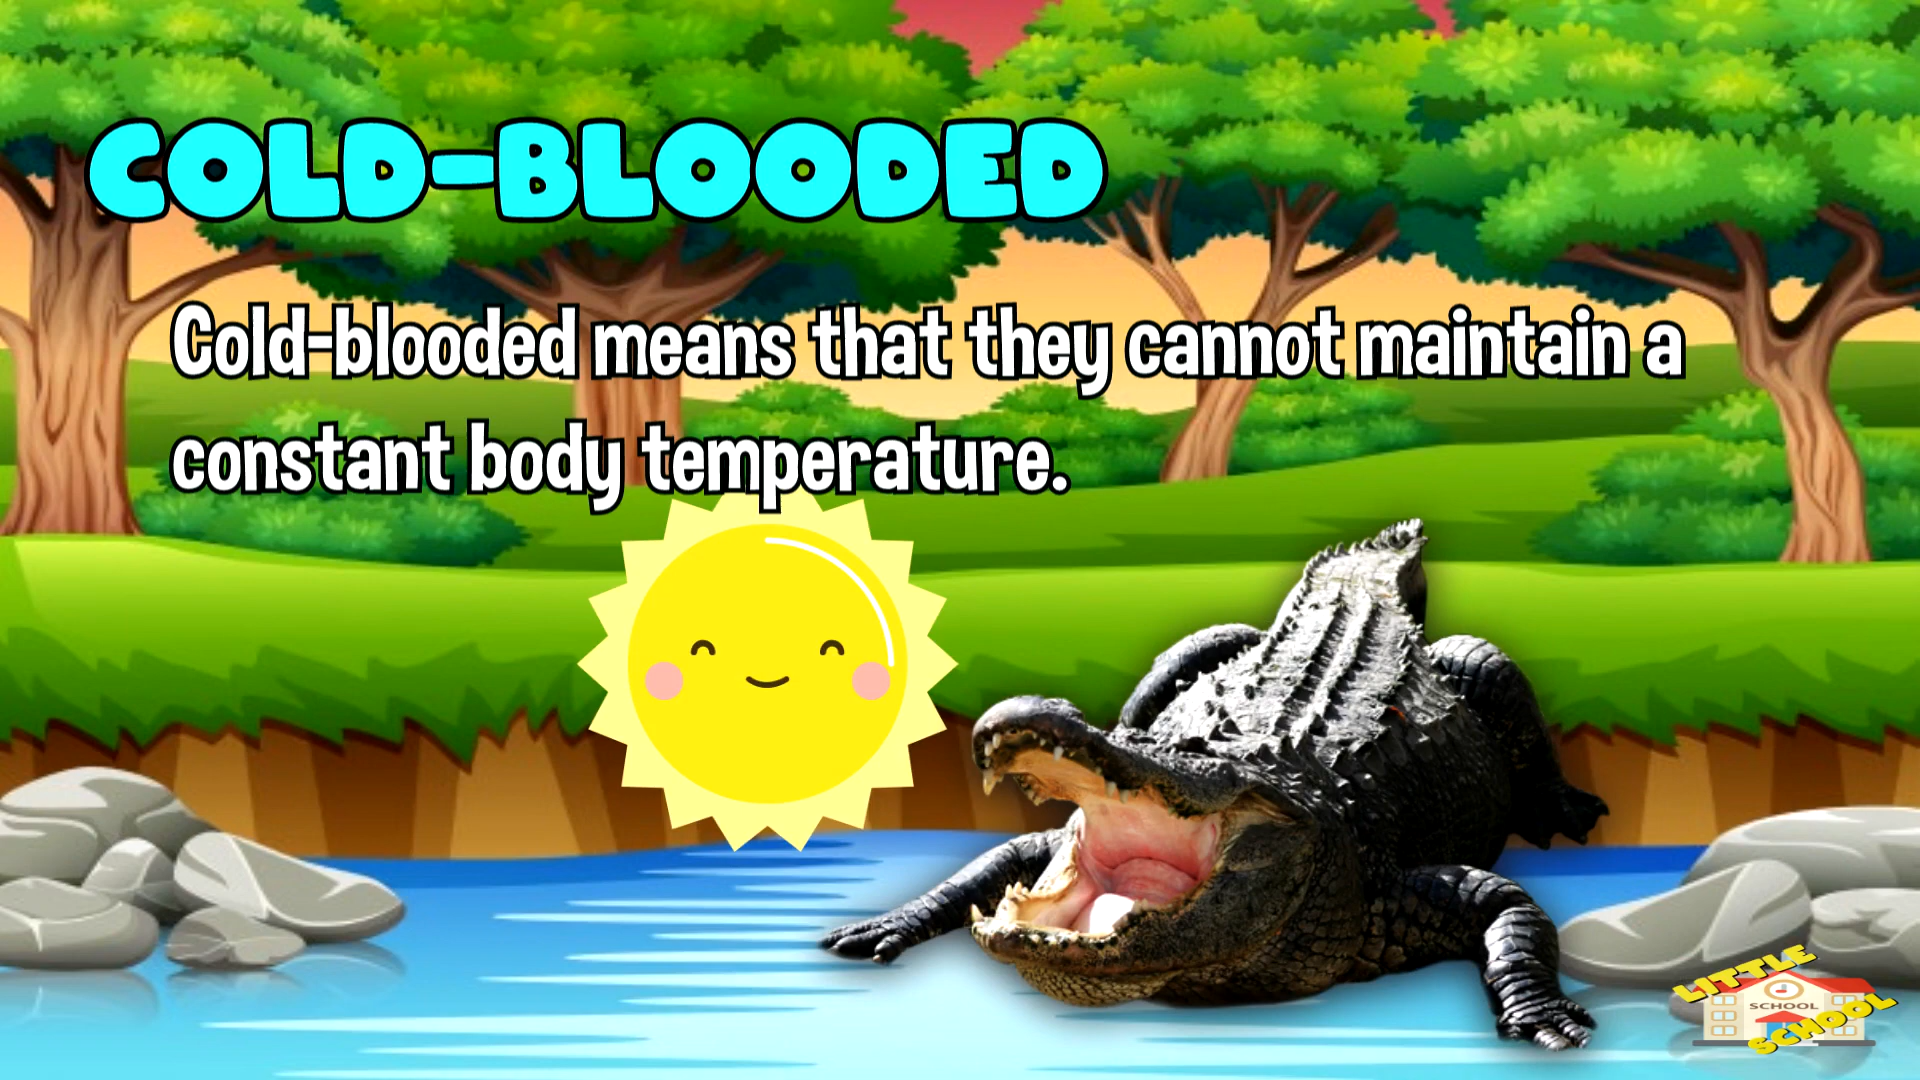 COLD-BLOODED
Cold-blooded means that they cannot maintain a
constant body temperature.
LITTLE
SCHOOL
SCHOOL